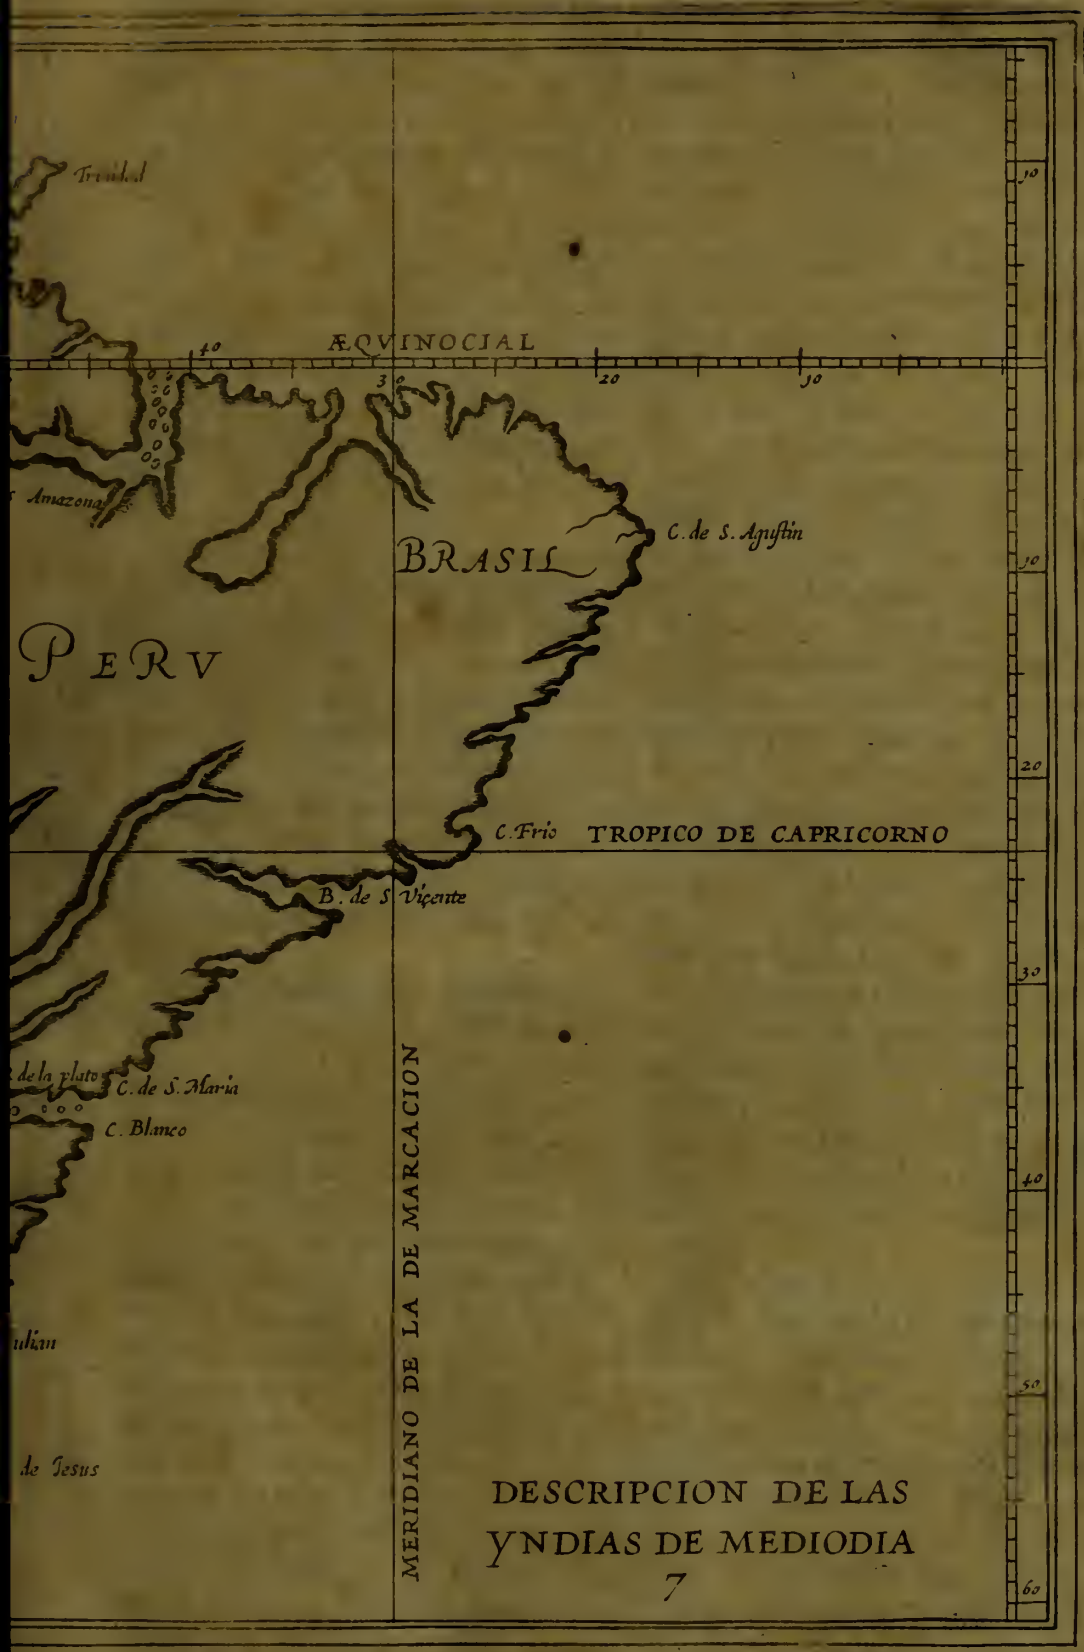 Trinidad
10
ÆQVINOCIAL
40
30
20
10
Amazona
C. de S. Agustin
BRASIL
10
PERV
20
C. Frio
TROPICO DE CAPRICORNO
B. de S. Viçente
30
de la plato
C. de S. Maria
C. Blanco
MERIDIANO DE LA DE MARCACION
40
ulian
50
de Jesus
DESCRIPCION DE LAS
YNDIAS DE MEDIODIA
7
60